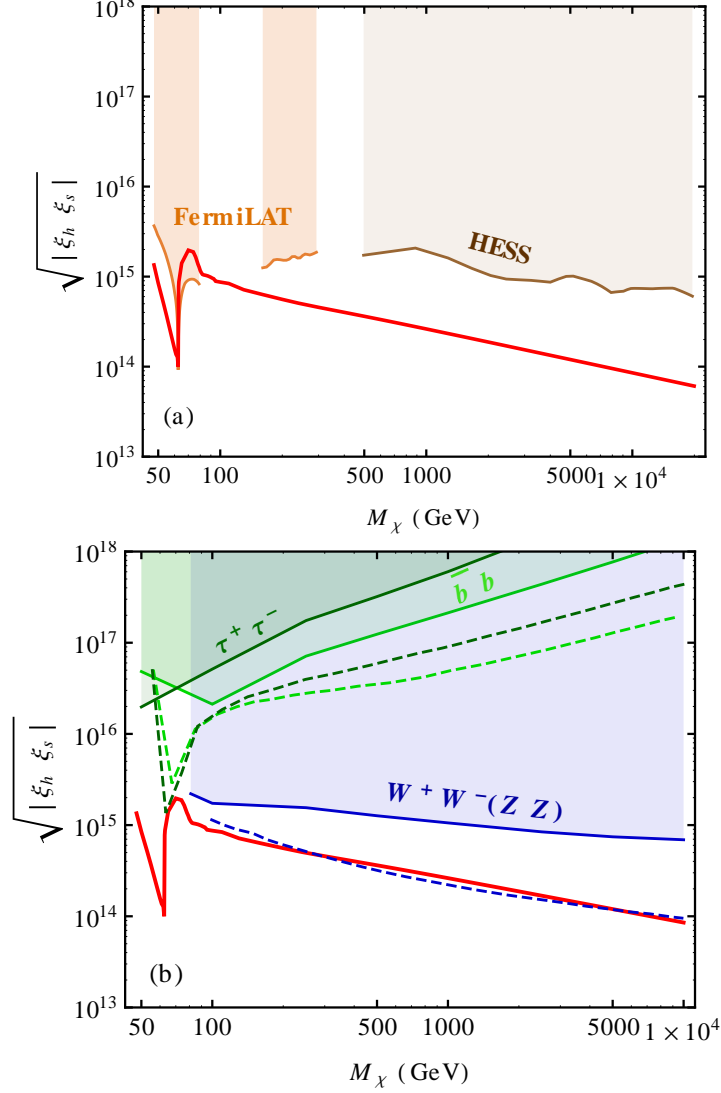 10^18
10^17
10^16
10^15
10^14
10^13
√|ξ_h ξ_s|
FermiLAT
HESS
(a)
50 100 500 1000 5000 1 × 10^4
M_χ (GeV)
10^18
10^17
10^16
10^15
10^14
10^13
√|ξ_h ξ_s|
b̅ b
τ^+ τ^-
W^+ W^-(Z Z)
(b)
50 100 500 1000 5000 1 × 10^4
M_χ (GeV)